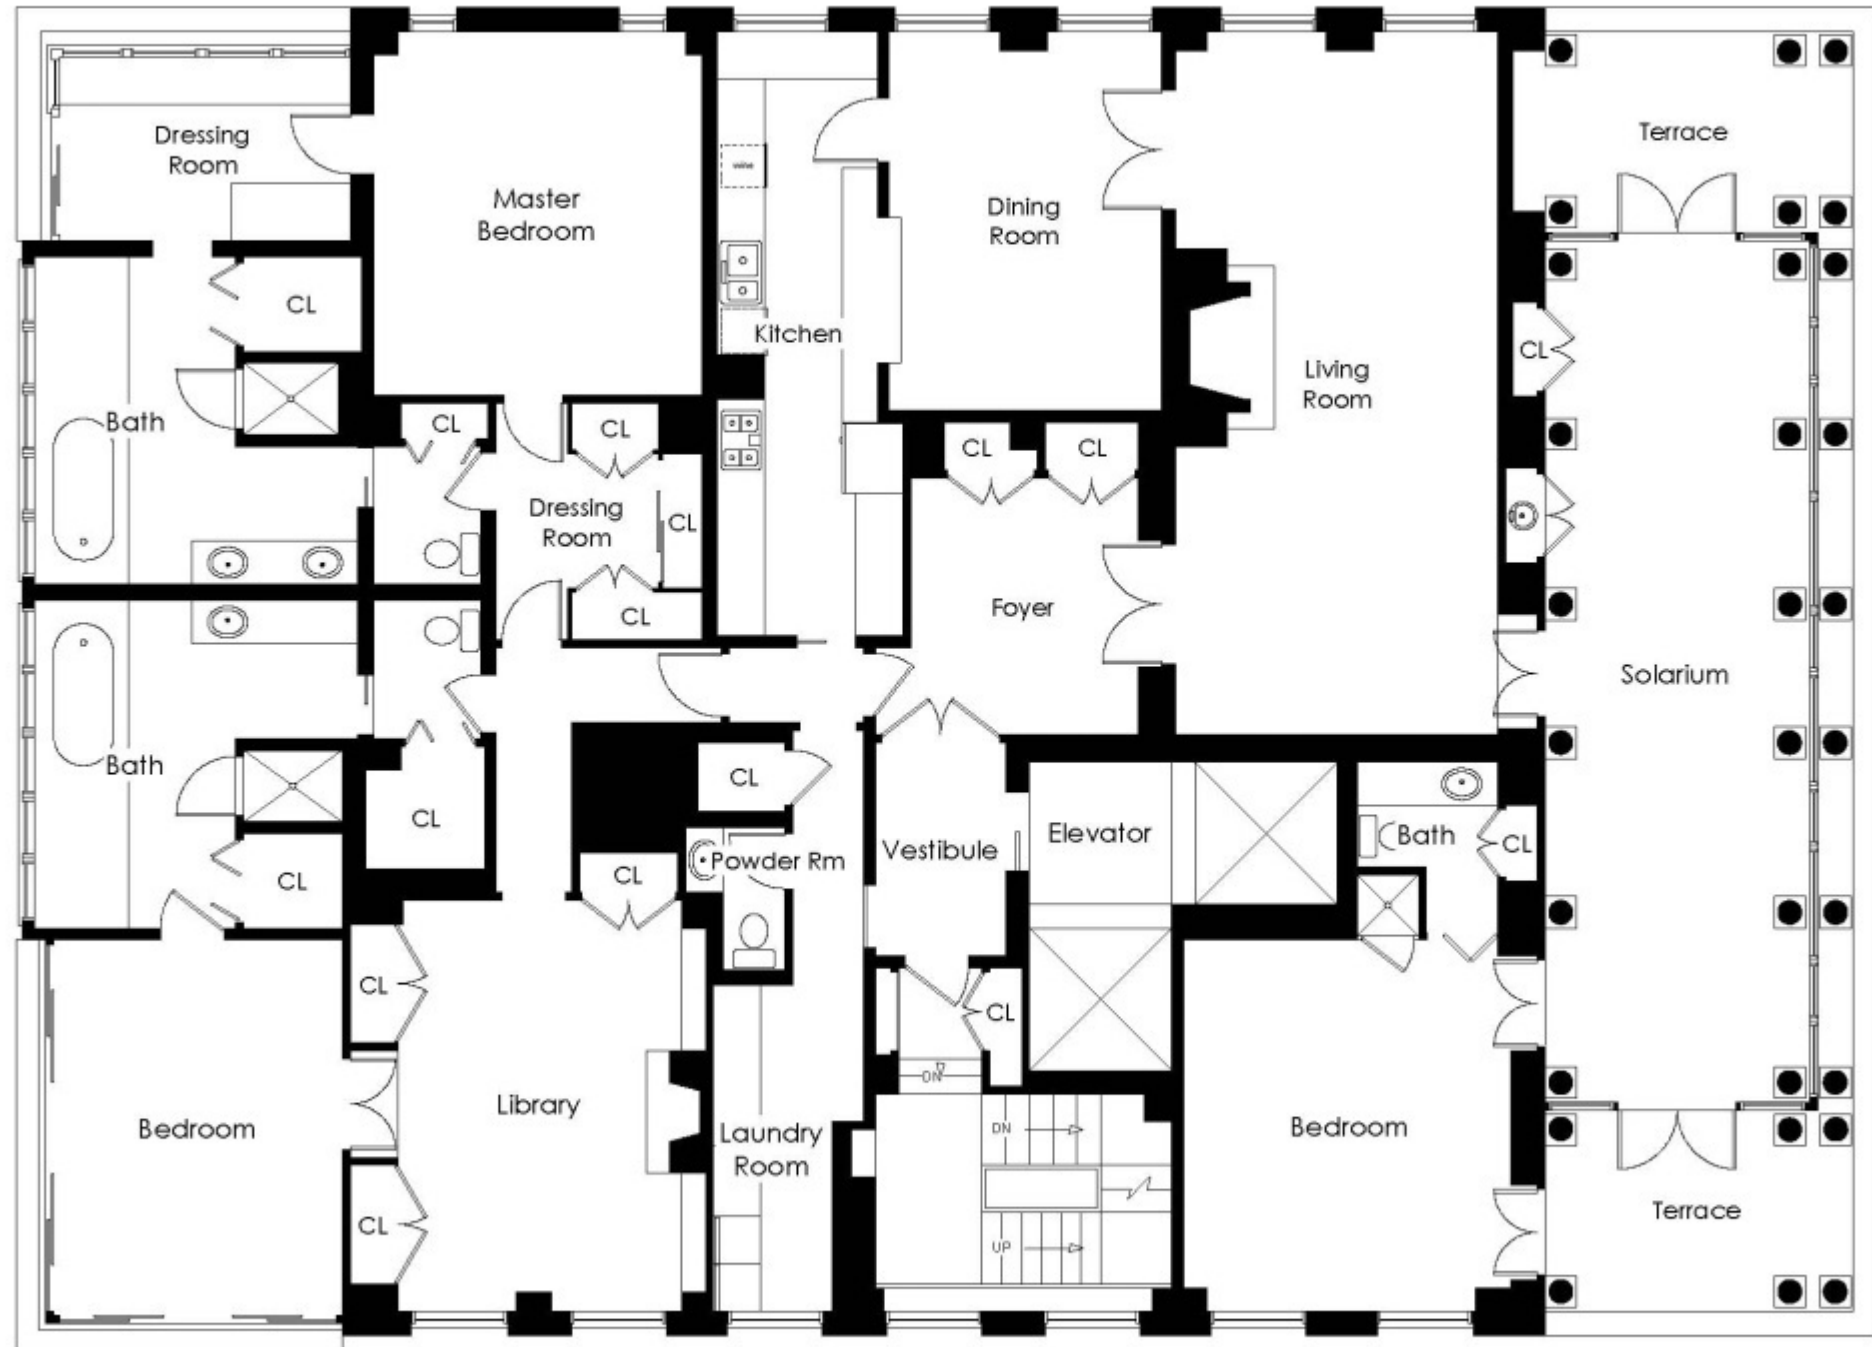 Dressing
Room
Master
Bedroom
wine
Dining
Room
Terrace
CL
Kitchen
Living
Room
CL
Bath
CL
CL
CL
CL
Dressing
Room
CL
Foyer
CL
Solarium
Bath
CL
CL
Powder Rm
Vestibule
Elevator
Bath
CL
CL
CL
CL
CL
CL
DN
Library
Bedroom
Laundry
Room
DN
Bedroom
CL
UP
Terrace